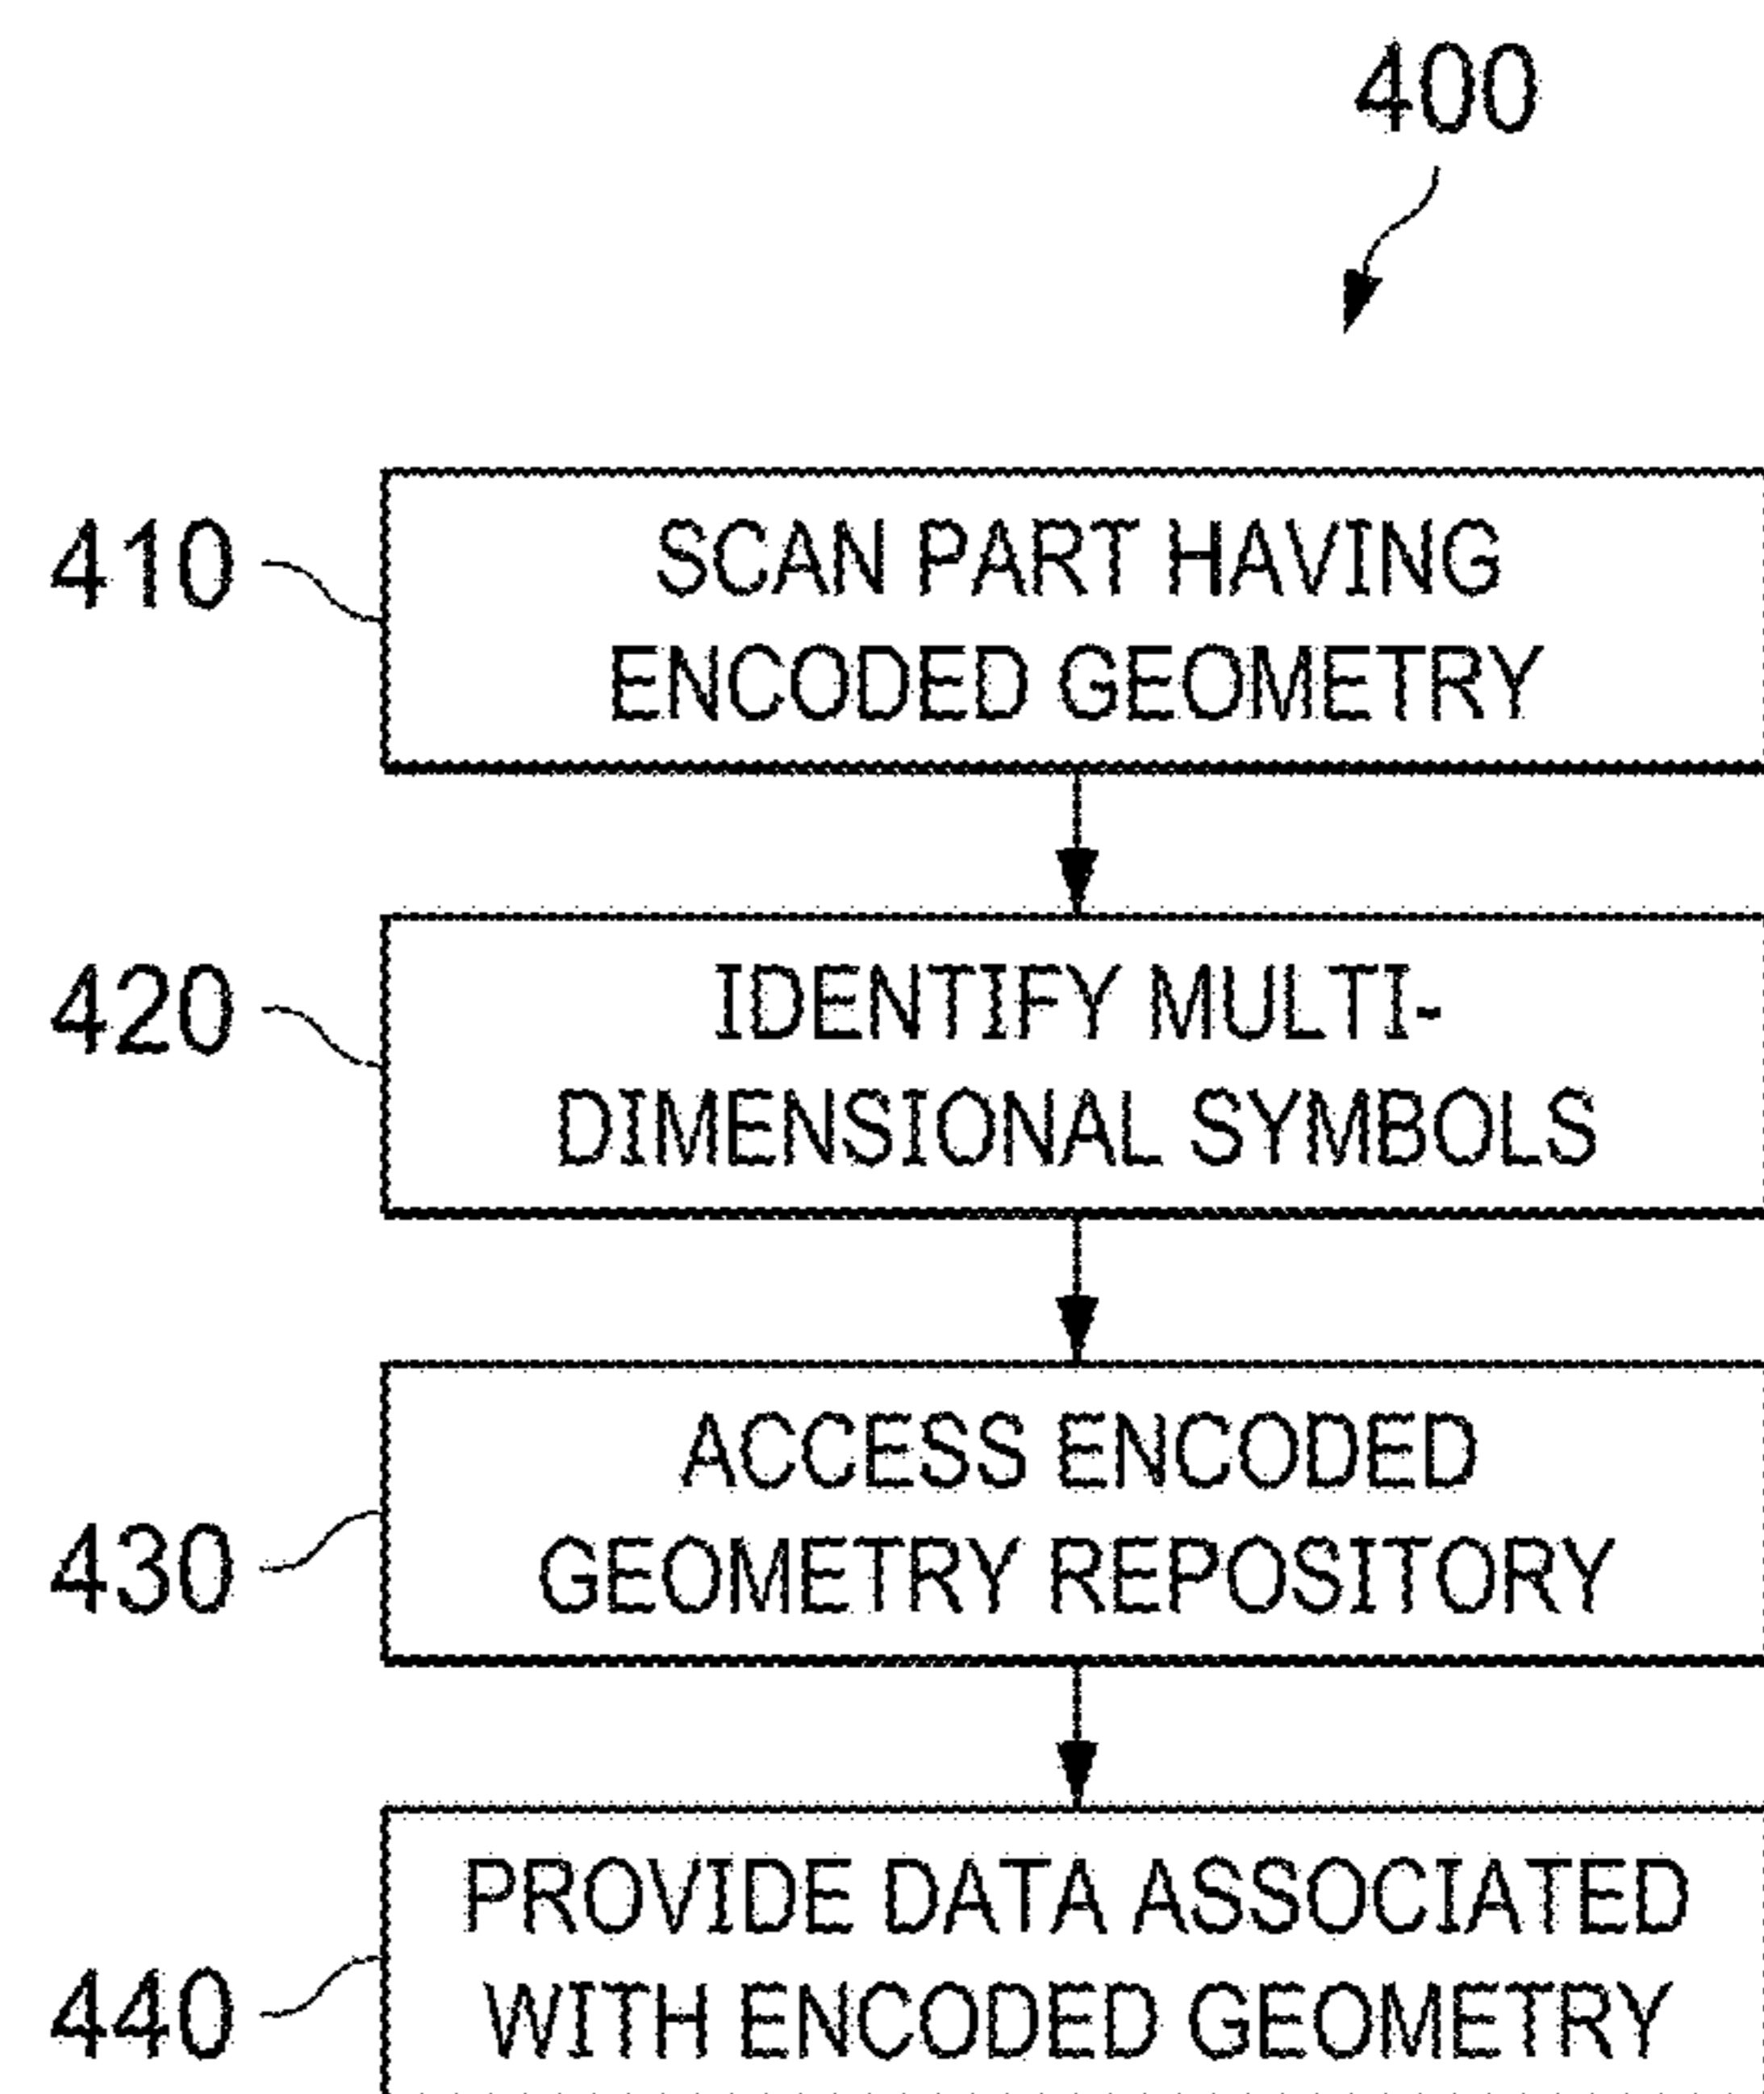 400
410
SCAN PART HAVING
ENCODED GEOMETRY
420
IDENTIFY MULTI-
DIMENSIONAL SYMBOLS
430
ACCESS ENCODED
GEOMETRY REPOSITORY
440
PROVIDE DATA ASSOCIATED
WITH ENCODED GEOMETRY